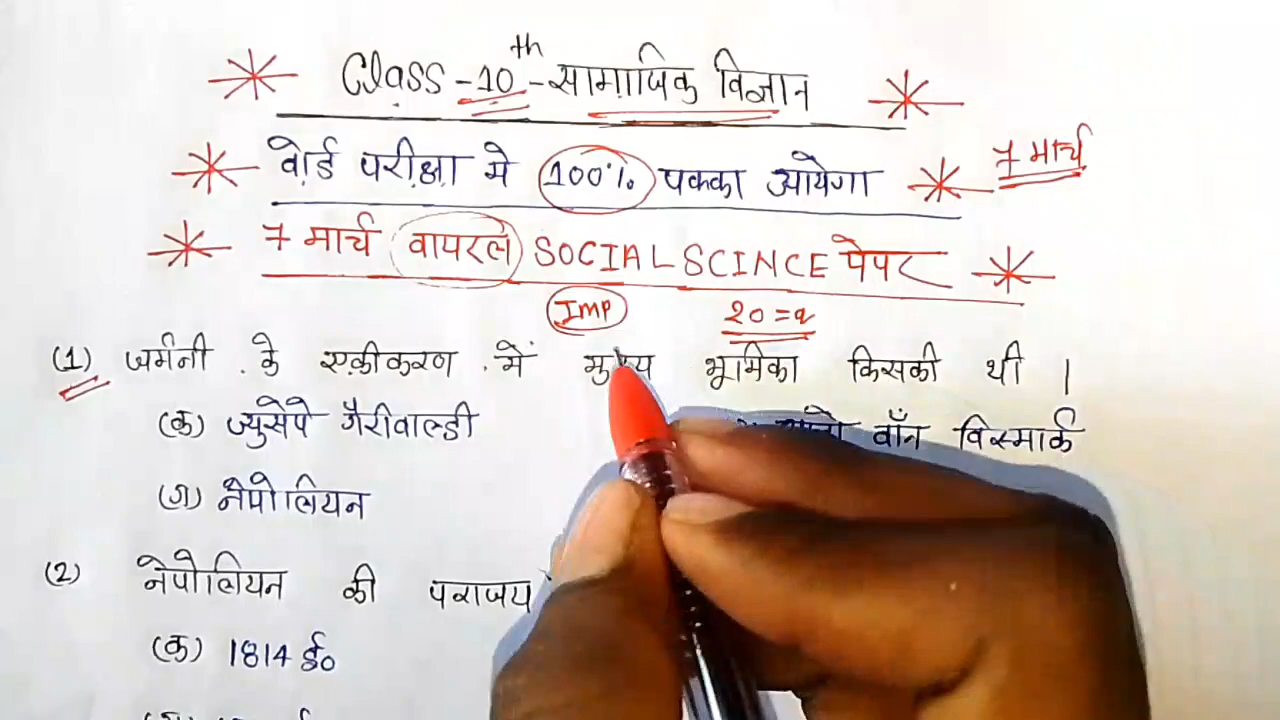 Class-10th-सामाजिक विज्ञान
वोर्ड परीक्षा मे 100% पक्का आयेगा
7 मार्च
7 मार्च वायरल SOCIAL SCINCE पेपर
IMP
20=q
(1) जर्मनी के एकीकरण में मुख्य भूमिका किसकी थी |
(क) ज्युसेपे गैरीवाल्डी वॉन विस्मार्क
(ग) नेपोलियन
(2) नेपोलियन की पराजय
(क) 1814 ई०